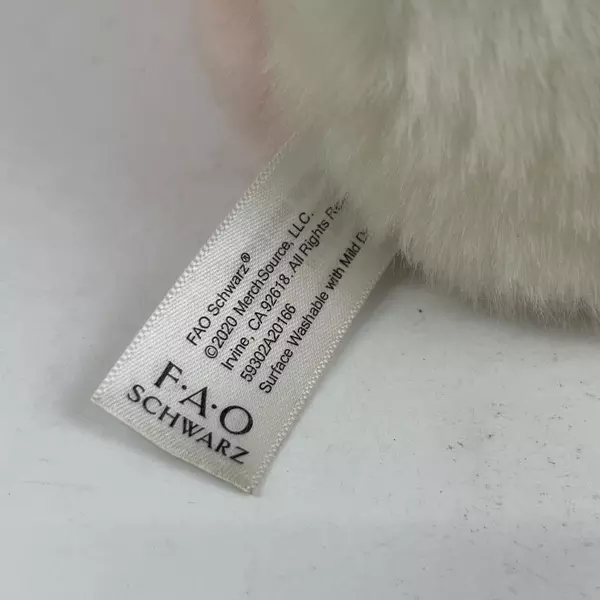 FAO Schwarz®
©2020 MerchSource, LLC.
Irvine, CA 92618. All Rights
59302A20166
Surface Washable with Mild
F·A·O
SCHWARZ